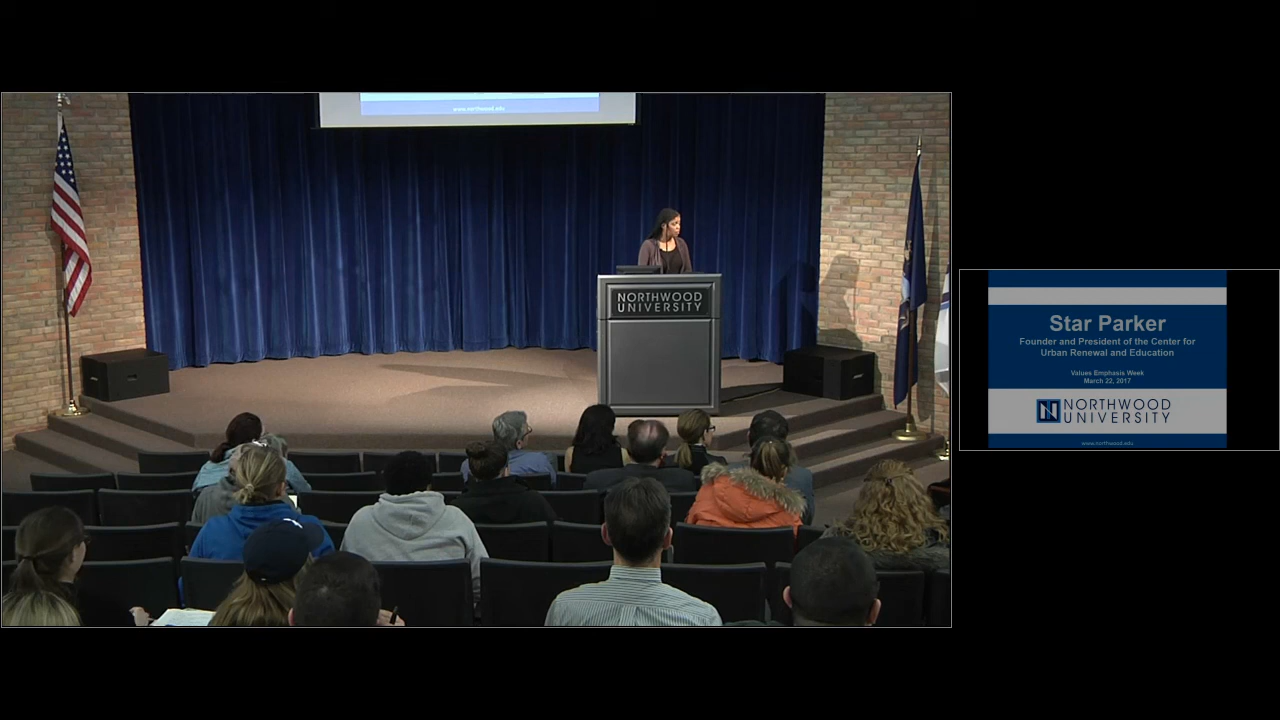 www.northwood.edu
NORTHWOOD
UNIVERSITY
Star Parker
Founder and President of the Center for
Urban Renewal and Education
Values Emphasis Week
March 22, 2017
NORTHWOOD
UNIVERSITY
www.northwood.edu